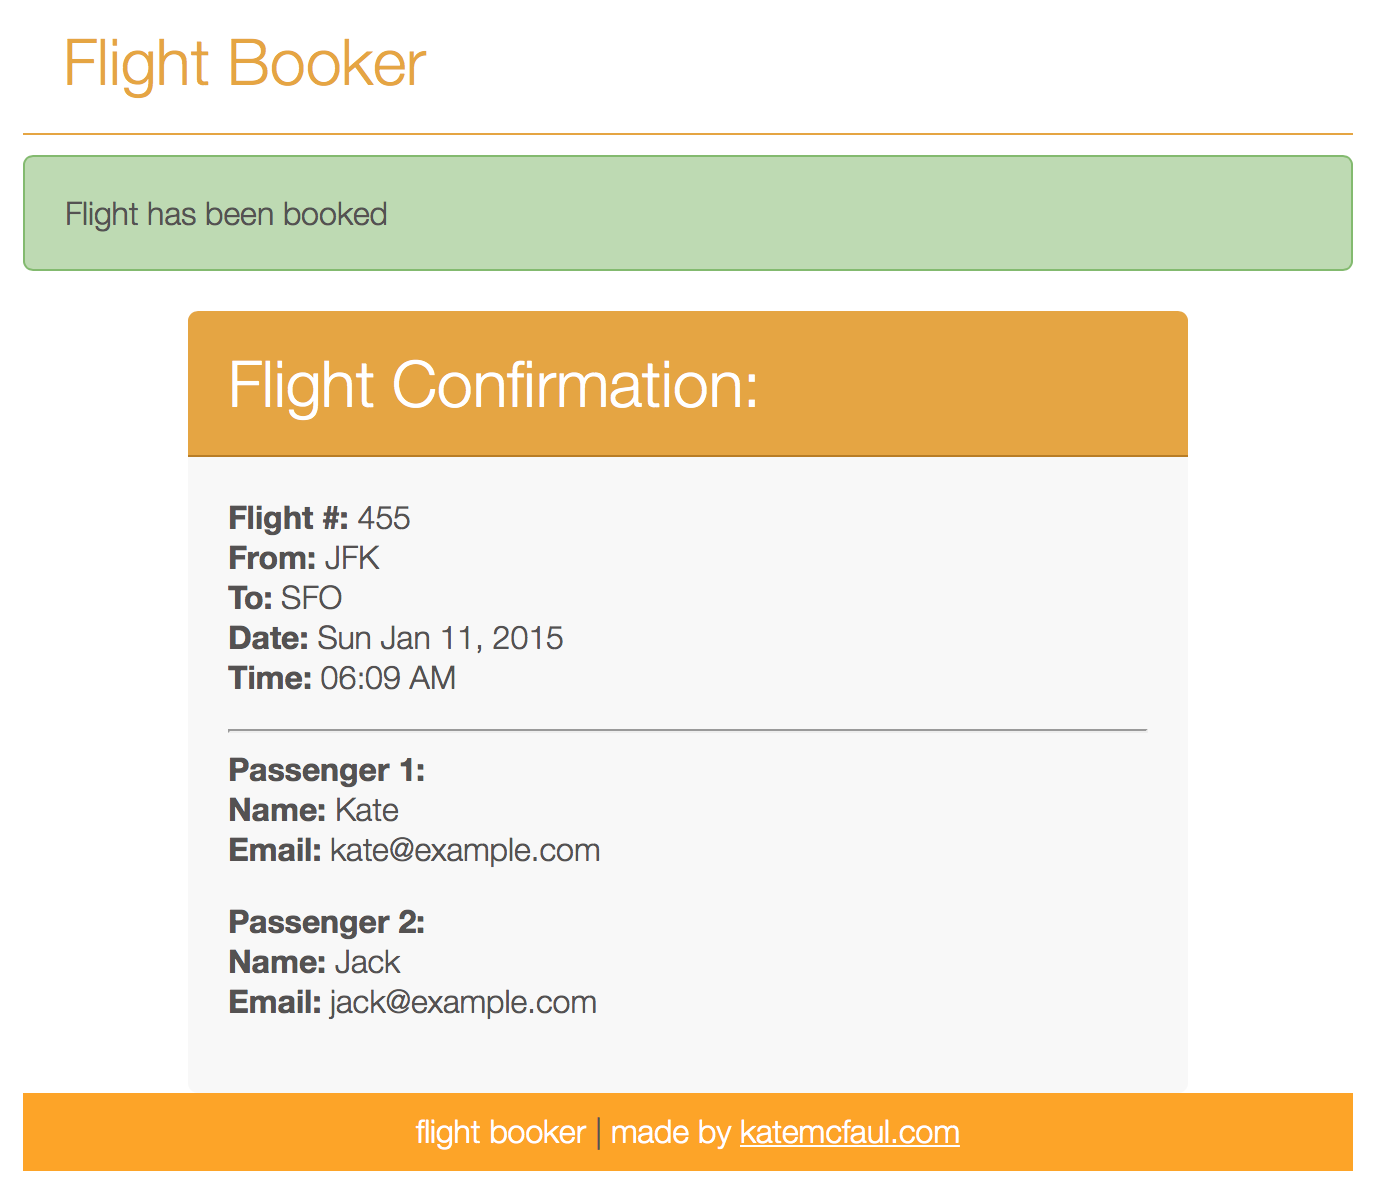 Flight Booker
Flight has been booked
Flight Confirmation:
Flight #: 455
From: JFK
To: SFO
Date: Sun Jan 11, 2015
Time: 06:09 AM
Passenger 1:
Name: Kate
Email: kate@example.com
Passenger 2:
Name: Jack
Email: jack@example.com
flight booker | made by katemcfaul.com